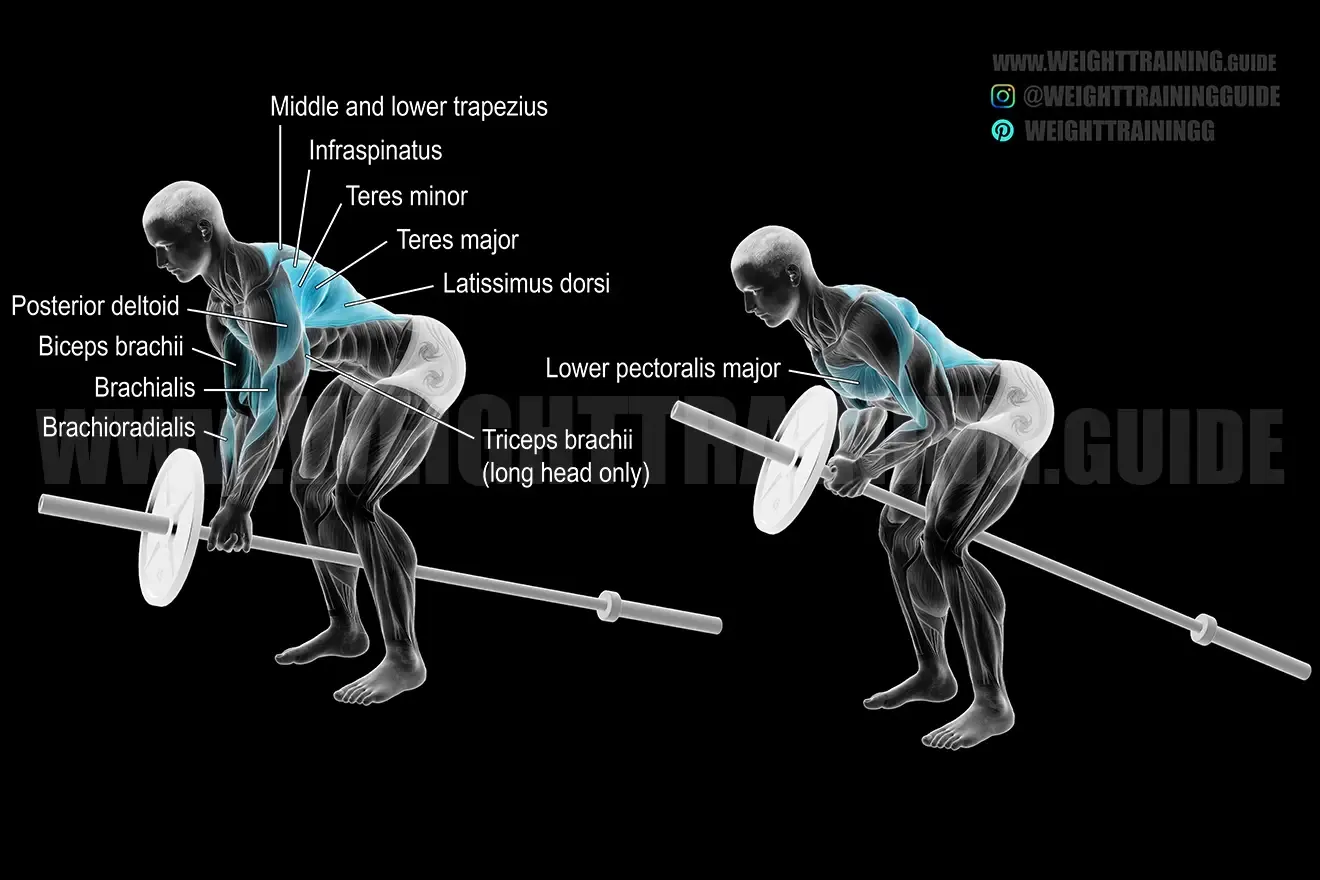 WWW.WEIGHTTRAINING.GUIDE
@WEIGHTTRAININGGUIDE
WEIGHTTRAININGG
Middle and lower trapezius
Infraspinatus
Teres minor
Teres major
Latissimus dorsi
Posterior deltoid
Biceps brachii
Brachialis
Brachioradialis
Triceps brachii
(long head only)
Lower pectoralis major
WWW.WEIGHTTRAINING.GUIDE